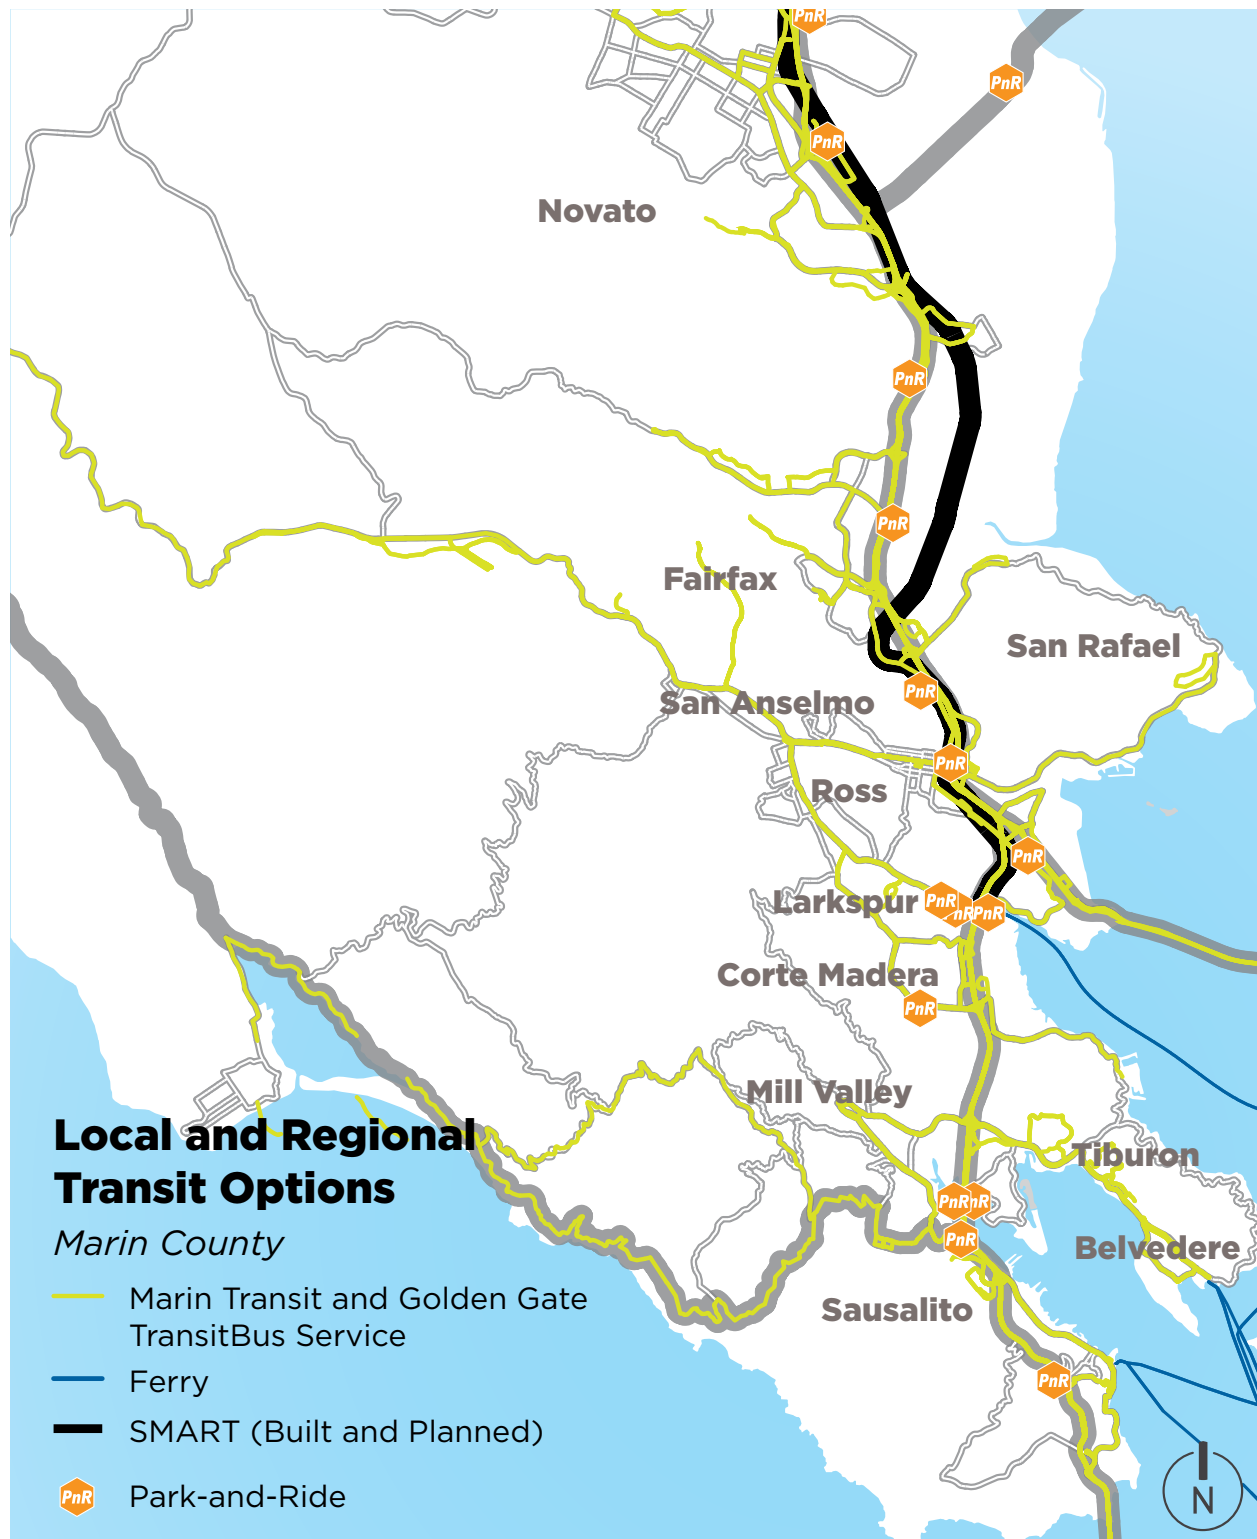 PnR
PnR
PnR
Novato
PnR
PnR
Fairfax
San Rafael
PnR
San Anselmo
PnR
Ross
PnR
Larkspur
PnR
PnR
Corte Madera
PnR
Mill Valley
Local and Regional
Transit Options
Tiburon
PnR
Marin County
PnR
Belvedere
Marin Transit and Golden Gate
TransitBus Service
Sausalito
Ferry
PnR
SMART (Built and Planned)
PnR
Park-and-Ride
N